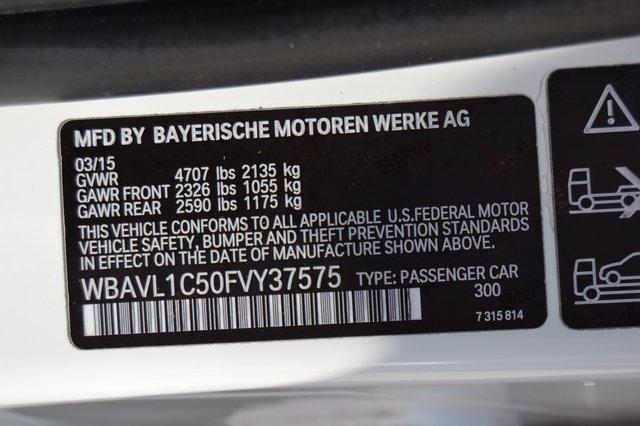 MFD BY BAYERISCHE MOTOREN WERKE AG
03/15
GVWR 4707 lbs 2135 kg
GAWR FRONT 2326 lbs 1055 kg
GAWR REAR 2590 lbs 1175 kg
THIS VEHICLE CONFORMS TO ALL APPLICABLE U.S.FEDERAL MOTOR
VEHICLE SAFETY, BUMPER AND THEFT PREVENTION STANDARDS
IN EFFECT ON THE DATE OF MANUFACTURE SHOWN ABOVE.
WBAVL1C50FVY37575 TYPE: PASSENGER CAR
300
7 315 814